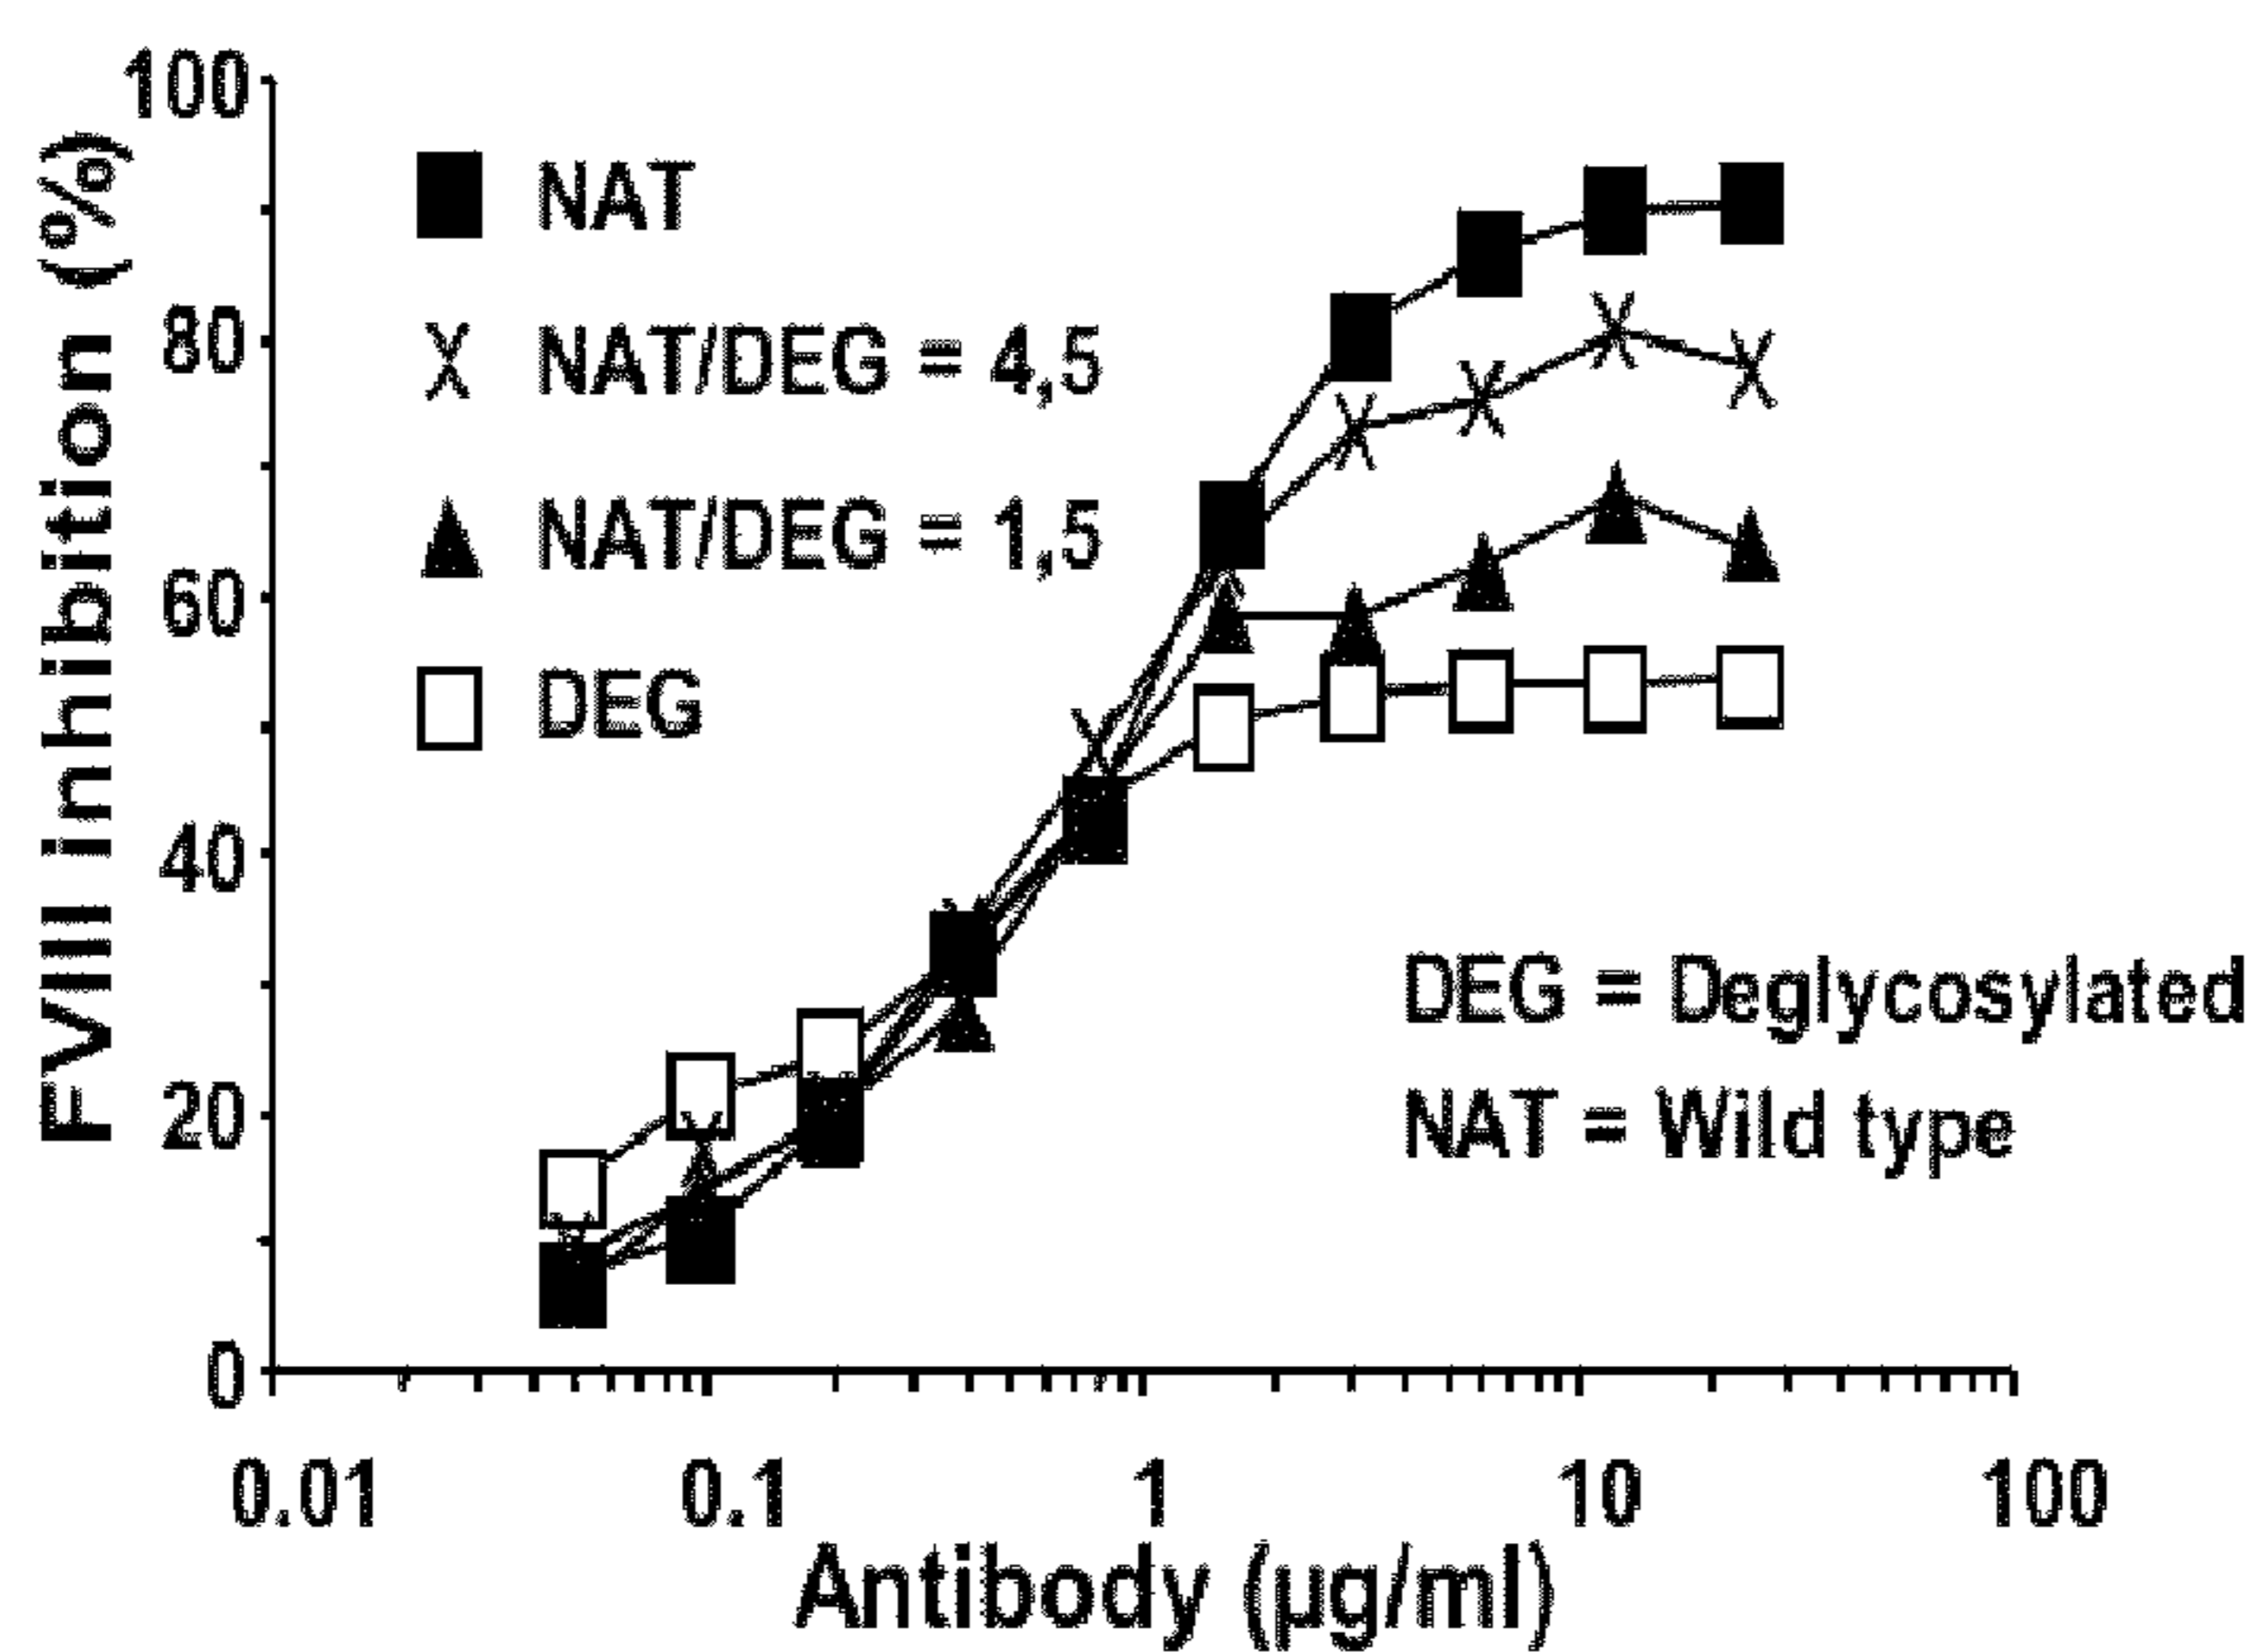 FVIII inhibition (%)
100
80
60
40
20
0
NAT
NAT/DEG = 4,5
NAT/DEG = 1,5
DEG
DEG = Deglycosylated
NAT = Wild type
0.01 0.1 1 10 100
Antibody (µg/ml)